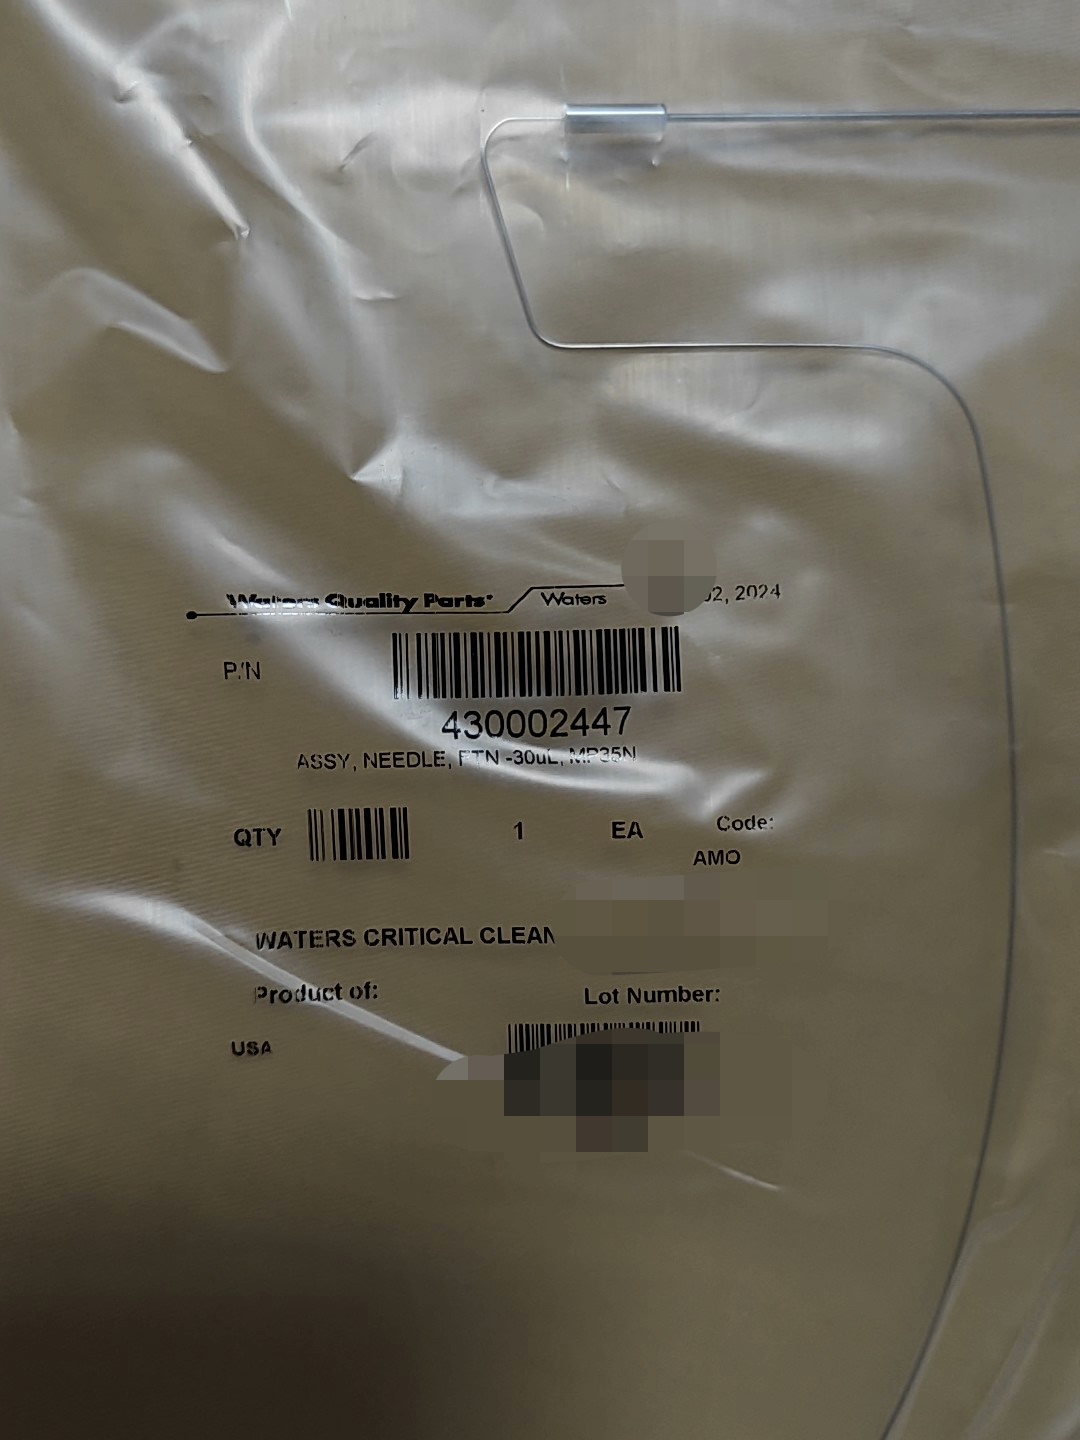 Waters Quality Parts® Waters 02, 2024
P/N
430002447
ASSY, NEEDLE, FTN -30uL, MP35N
QTY 1 EA Code:
AMO
WATERS CRITICAL CLEAN
Product of: Lot Number:
USA